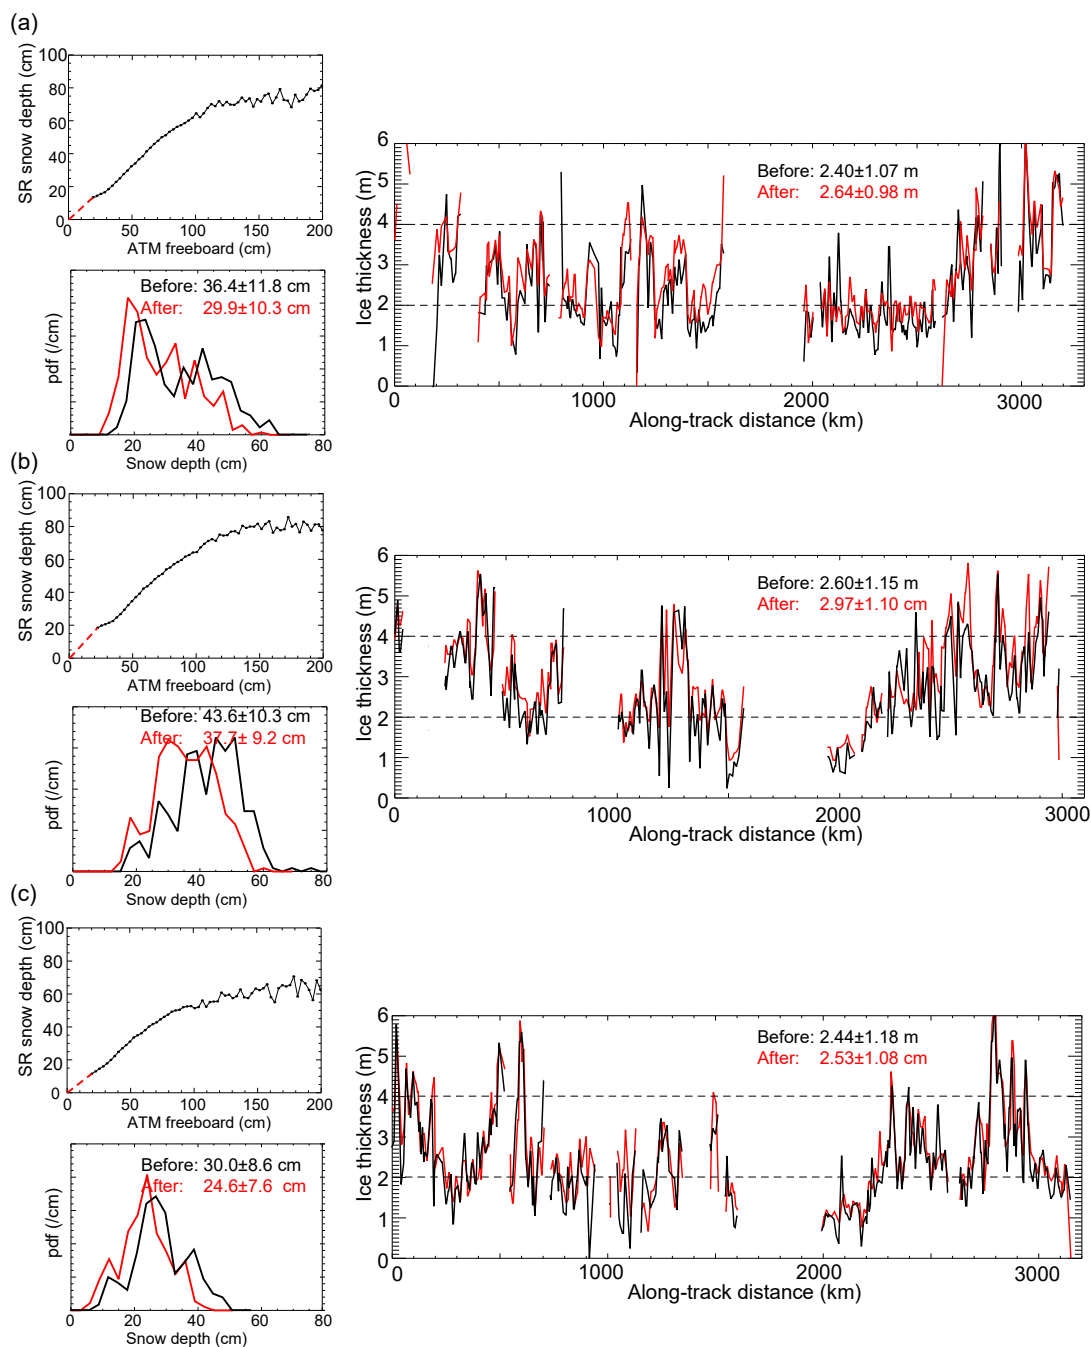 (a)
SR snow depth (cm)
100
80
60
40
20
0
0 50 100 150 200
ATM freeboard (cm)
pdf (/cm)
Before: 36.4±11.8 cm
After: 29.9±10.3 cm
0 20 40 60 80
Snow depth (cm)
Ice thickness (m)
6
5
4
3
2
1
0
Before: 2.40±1.07 m
After: 2.64±0.98 m
0 1000 2000 3000
Along-track distance (km)
(b)
SR snow depth (cm)
100
80
60
40
20
0
0 50 100 150 200
ATM freeboard (cm)
pdf (/cm)
Before: 43.6±10.3 cm
After: 37.7± 9.2 cm
0 20 40 60 80
Snow depth (cm)
Ice thickness (m)
6
5
4
3
2
1
0
Before: 2.60±1.15 m
After: 2.97±1.10 cm
0 1000 2000 3000
Along-track distance (km)
(c)
SR snow depth (cm)
100
80
60
40
20
0
0 50 100 150 200
ATM freeboard (cm)
pdf (/cm)
Before: 30.0±8.6 cm
After: 24.6±7.6 cm
0 20 40 60 80
Snow depth (cm)
Ice thickness (m)
6
5
4
3
2
1
0
Before: 2.44±1.18 m
After: 2.53±1.08 cm
0 1000 2000 3000
Along-track distance (km)